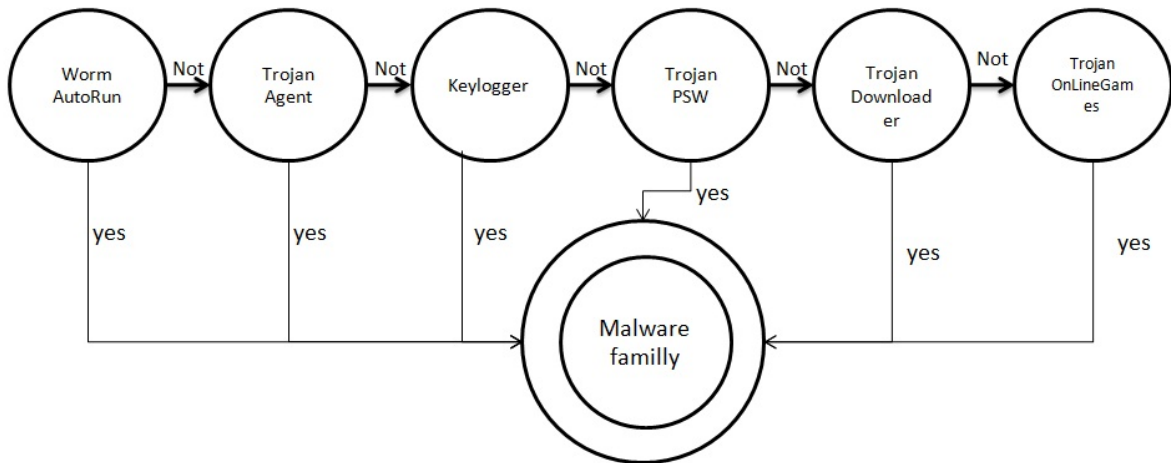 Worm
AutoRun
Not
Trojan
Agent
Not
Keylogger
Not
Trojan
PSW
Not
Trojan
Download
er
Not
Trojan
OnLineGam
es
yes
yes
yes
yes
yes
yes
Malware
familly